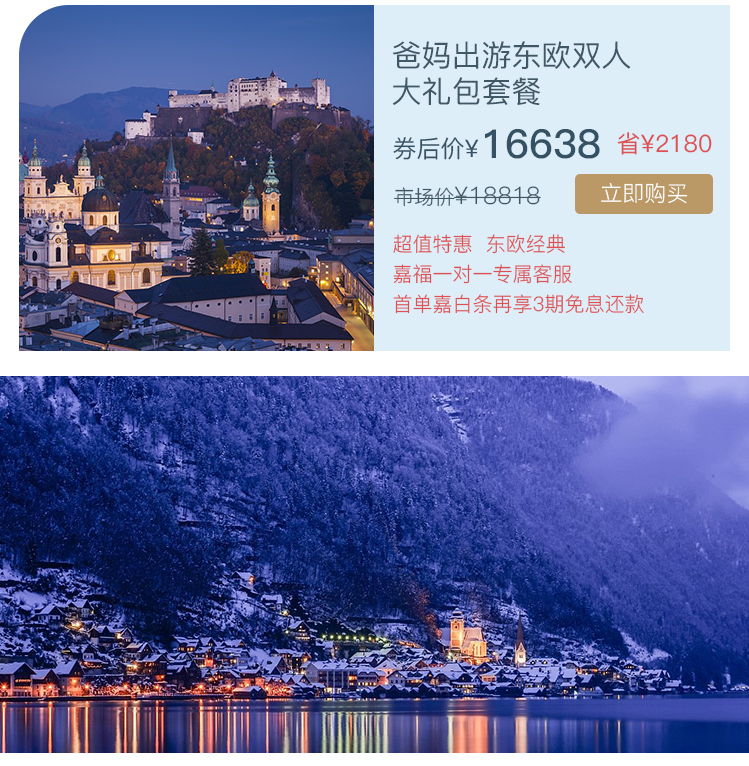 爸妈出游东欧双人
大礼包套餐
券后价¥16638 省¥2180
市场价¥18818 立即购买
超值特惠 东欧经典
嘉福一对一专属客服
首单嘉白条再享3期免息还款